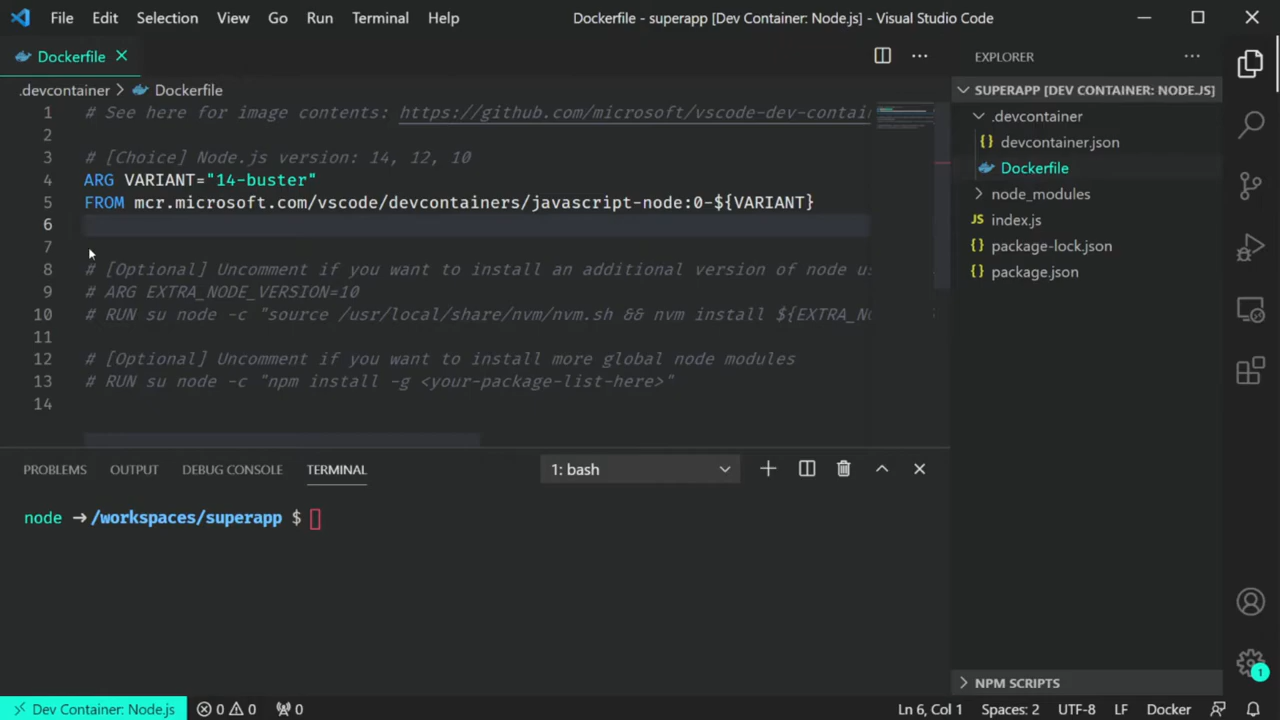 File Edit Selection View Go Run Terminal Help Dockerfile - superapp [Dev Container: Node.js] - Visual Studio Code
Dockerfile
.devcontainer > Dockerfile
1 # See here for image contents: https://github.com/microsoft/vscode-dev-contai
2
3 # [Choice] Node.js version: 14, 12, 10
4 ARG VARIANT="14-buster"
5 FROM mcr.microsoft.com/vscode/devcontainers/javascript-node:0-${VARIANT}
6
7
8 # [Optional] Uncomment if you want to install an additional version of node us
9 # ARG EXTRA_NODE_VERSION=10
10 # RUN su node -c "source /usr/local/share/nvm/nvm.sh && nvm install ${EXTRA_NO
11
12 # [Optional] Uncomment if you want to install more global node modules
13 # RUN su node -c "npm install -g <your-package-list-here>"
14
PROBLEMS OUTPUT DEBUG CONSOLE TERMINAL 1: bash
node → /workspaces/superapp $
EXPLORER
SUPERAPP [DEV CONTAINER: NODE.JS]
.devcontainer
{} devcontainer.json
Dockerfile
node_modules
JS index.js
{} package-lock.json
{} package.json
NPM SCRIPTS
1
Dev Container: Node.js 0 0 0 Ln 6, Col 1 Spaces: 2 UTF-8 LF Docker